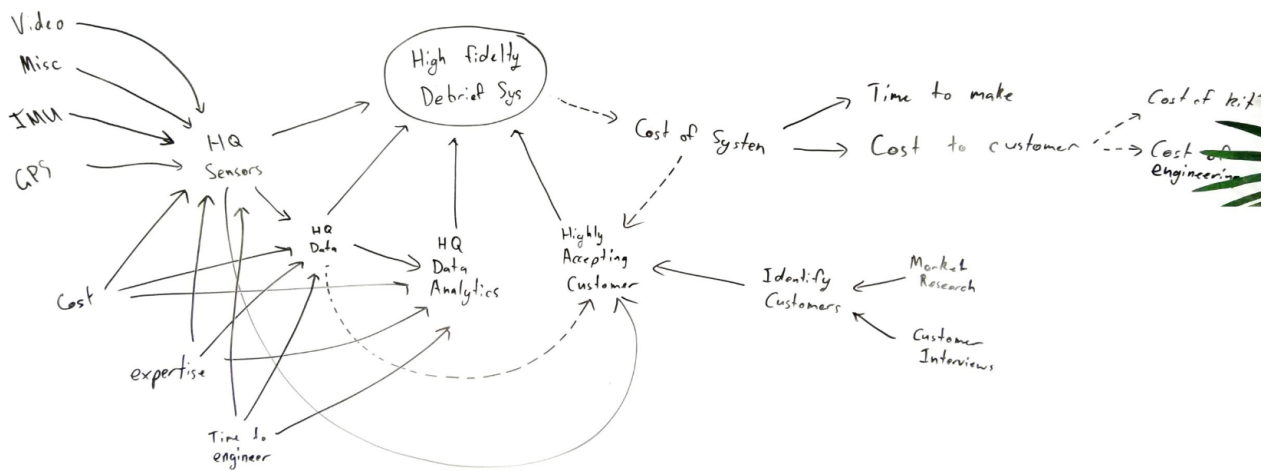 Video
Misc
IMU
GPS
HQ
Sensors
High fidelty
Debrief Sys
Cost of System
Time to make
Cost to customer
Cost of kit
Cost of
engineering
HQ
Data
HQ
Data
Analytics
Highly
Accepting
Customer
Identify
Customers
Market
Research
Customer
Interviews
Cost
expertise
Time to
engineer